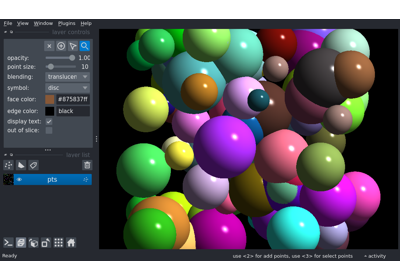 File View Window Plugins Help
layer controls
opacity: 1.00
point size: 10
blending: translucen
symbol: disc
face color: #875837ff
edge color: black
display text:
out of slice:
layer list
pts
Ready
use <2> for add points, use <3> for select points
activity